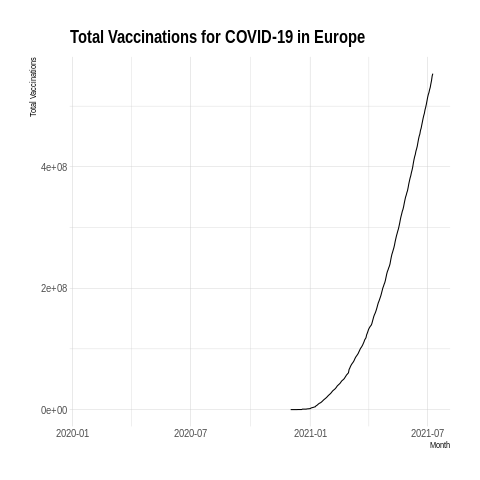 Total Vaccinations for COVID-19 in Europe
Total Vaccinations
4e+08
2e+08
0e+00
2020-01
2020-07
2021-01
2021-07
Month